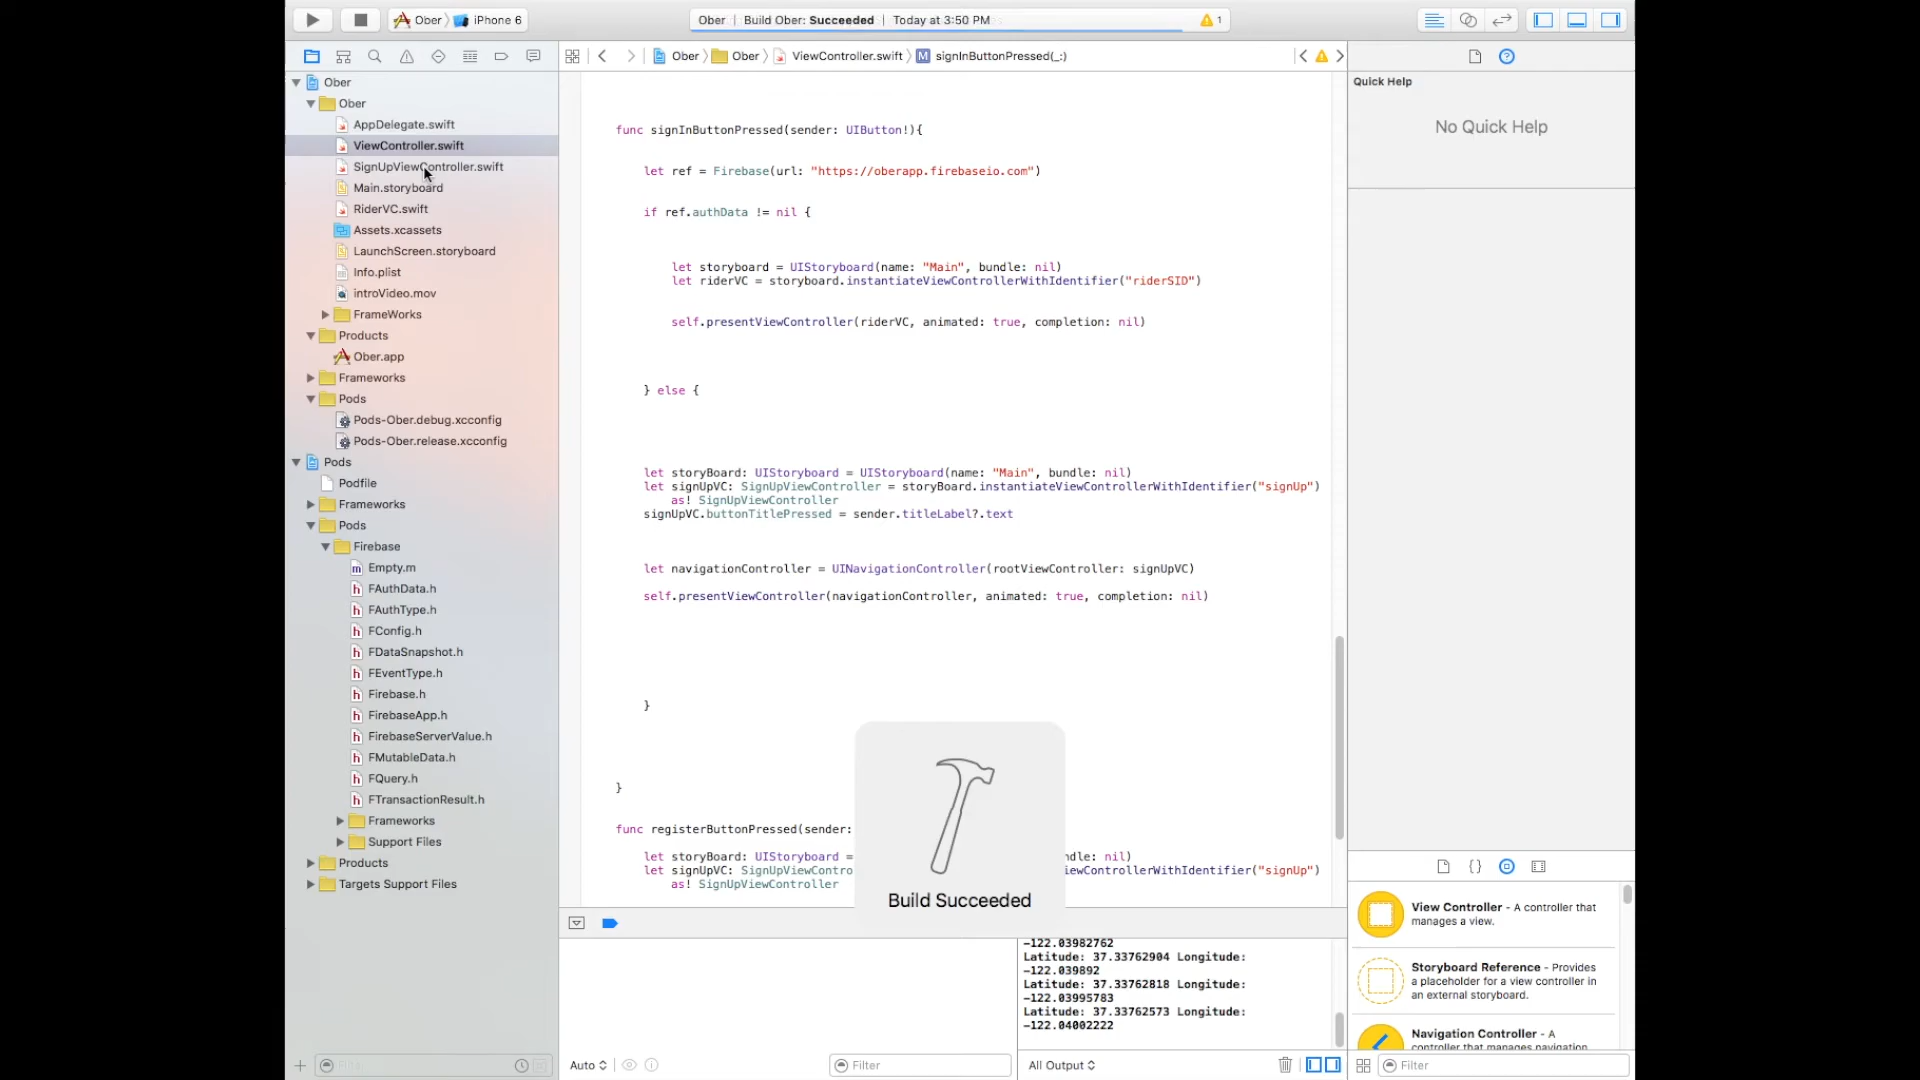 Ober
iPhone 6
Ober | Build Ober: Succeeded | Today at 3:50 PM
1
Ober
Ober
ViewController.swift
M signInButtonPressed(_:)
Ober
Ober
AppDelegate.swift
ViewController.swift
SignUpViewController.swift
Main.storyboard
RiderVC.swift
Assets.xcassets
LaunchScreen.storyboard
Info.plist
introVideo.mov
FrameWorks
Products
Ober.app
Frameworks
Pods
Pods-Ober.debug.xcconfig
Pods-Ober.release.xcconfig
Pods
Podfile
Frameworks
Pods
Firebase
m Empty.m
h FAuthData.h
h FAuthType.h
h FConfig.h
h FDataSnapshot.h
h FEventType.h
h Firebase.h
h FirebaseApp.h
h FirebaseServerValue.h
h FMutableData.h
h FQuery.h
h FTransactionResult.h
Frameworks
Support Files
Products
Targets Support Files
func signInButtonPressed(sender: UIButton!){
let ref = Firebase(url: "https://oberapp.firebaseio.com")
if ref.authData != nil {
let storyboard = UIStoryboard(name: "Main", bundle: nil)
let riderVC = storyboard.instantiateViewControllerWithIdentifier("riderSID")
self.presentViewController(riderVC, animated: true, completion: nil)
} else {
let storyBoard: UIStoryboard = UIStoryboard(name: "Main", bundle: nil)
let signUpVC: SignUpViewController = storyBoard.instantiateViewControllerWithIdentifier("signUp")
as! SignUpViewController
signUpVC.buttonTitlePressed = sender.titleLabel?.text
let navigationController = UINavigationController(rootViewController: signUpVC)
self.presentViewController(navigationController, animated: true, completion: nil)
}
}
func registerButtonPressed(sender:
let storyBoard: UIStoryboard = ndle: nil)
let signUpVC: SignUpViewContro iewControllerWithIdentifier("signUp")
as! SignUpViewController
Build Succeeded
-122.03982762
Latitude: 37.33762904 Longitude:
-122.039892
Latitude: 37.33762818 Longitude:
-122.03995783
Latitude: 37.33762573 Longitude:
-122.04002222
Auto
Filter
All Output
Quick Help
No Quick Help
View Controller - A controller that
manages a view.
Storyboard Reference - Provides
a placeholder for a view controller in
an external storyboard.
Navigation Controller - A
controller that manages navigation
Filter